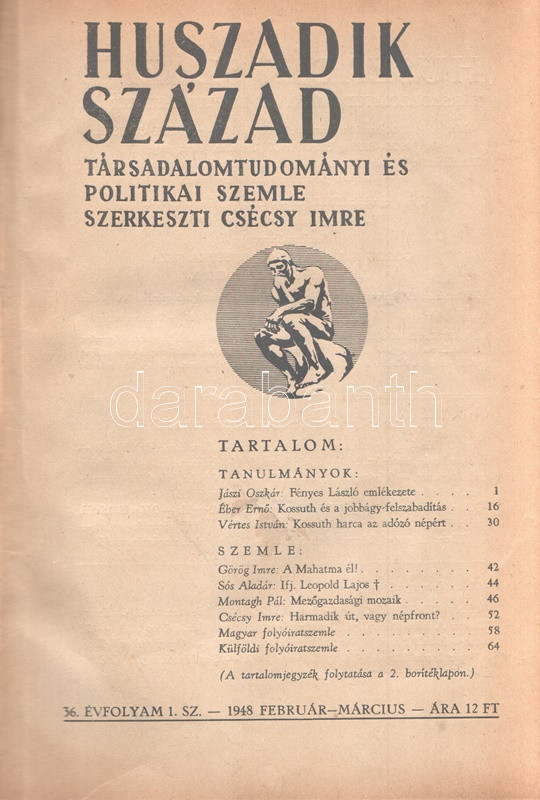 HUSZADIK
SZÁZAD
TÁRSADALOMTUDOMÁNYI ÉS
POLITIKAI SZEMLE
SZERKESZTI CSÉCSY IMRE
darabanth
TARTALOM:
TANULMÁNYOK:
Jászi Oszkár: Fényes László emlékezete . . . . 1
Éber Ernő: Kossuth és a jobbágy-felszabadítás . . 16
Vértes István: Kossuth harca az adózó népért . . 30
SZEMLE:
Görög Imre: A Mahatma él! . . . . . . . . 42
Sós Aladár: Ifj. Leopold Lajos † . . . . . . . 44
Montagh Pál: Mezőgazdasági mozaik . . . . . 46
Csécsy Imre: Harmadik út, vagy népfront? . . . 52
Magyar folyóiratszemle . . . . . . . . . 58
Külföldi folyóiratszemle . . . . . . . . . 64
(A tartalomjegyzék folytatása a 2. borítéklapon.)
36. ÉVFOLYAM 1. SZ. — 1948 FEBRUÁR—MÁRCIUS — ÁRA 12 FT